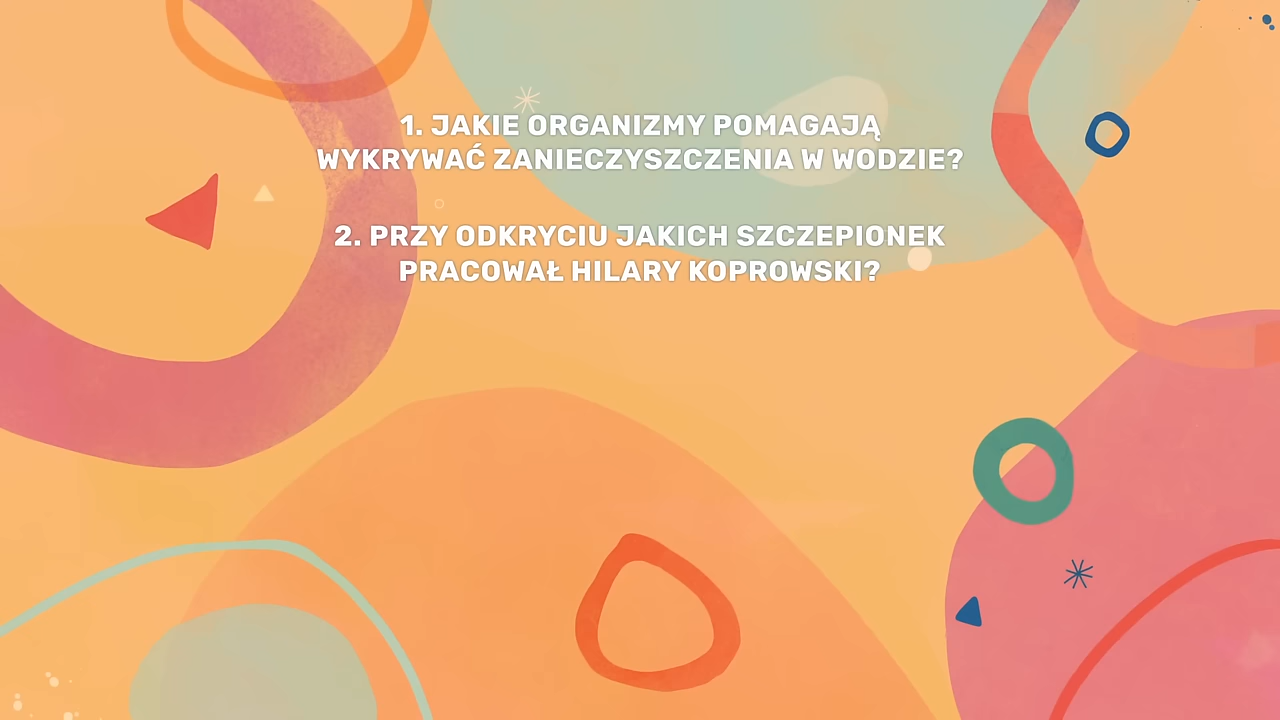 1. JAKIE ORGANIZMY POMAGAJĄ
WYKRYWAĆ ZANIECZYSZCZENIA W WODZIE?
2. PRZY ODKRYCIU JAKICH SZCZEPIONEK
PRACOWAŁ HILARY KOPROWSKI?